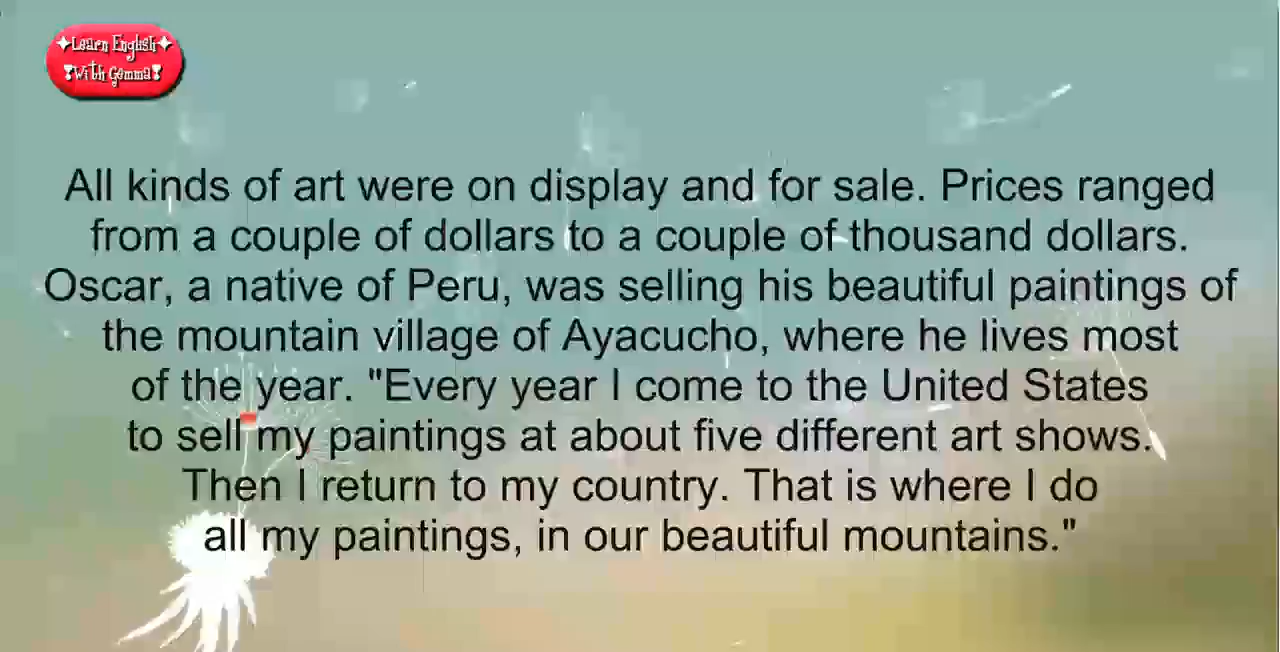 Learn English
With Gemma
All kinds of art were on display and for sale. Prices ranged
from a couple of dollars to a couple of thousand dollars.
Oscar, a native of Peru, was selling his beautiful paintings of
the mountain village of Ayacucho, where he lives most
of the year. "Every year I come to the United States
to sell my paintings at about five different art shows.
Then I return to my country. That is where I do
all my paintings, in our beautiful mountains."